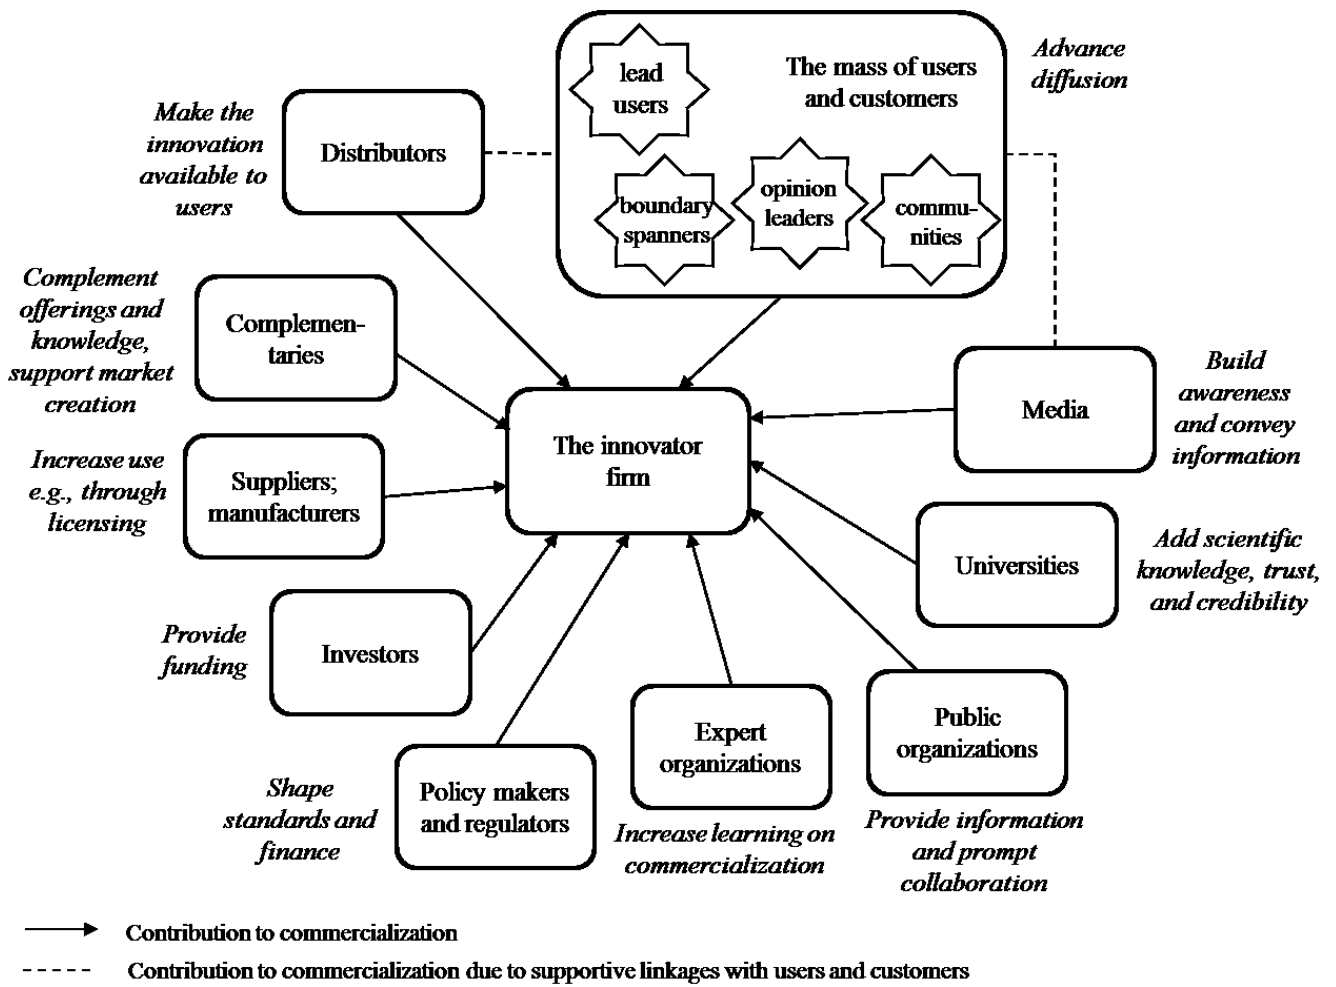 lead
users
The mass of users
and customers
boundary
spanners
opinion
leaders
commu-
nities
Advance
diffusion
Make the
innovation
available to
users
Distributors
Complement
offerings and
knowledge,
support market
creation
Complemen-
taries
The innovator
firm
Media
Build
awareness
and convey
information
Increase use
e.g., through
licensing
Suppliers;
manufacturers
Universities
Add scientific
knowledge, trust,
and credibility
Provide
funding
Investors
Shape
standards and
finance
Policy makers
and regulators
Expert
organizations
Increase learning on
commercialization
Public
organizations
Provide information
and prompt
collaboration
Contribution to commercialization
Contribution to commercialization due to supportive linkages with users and customers